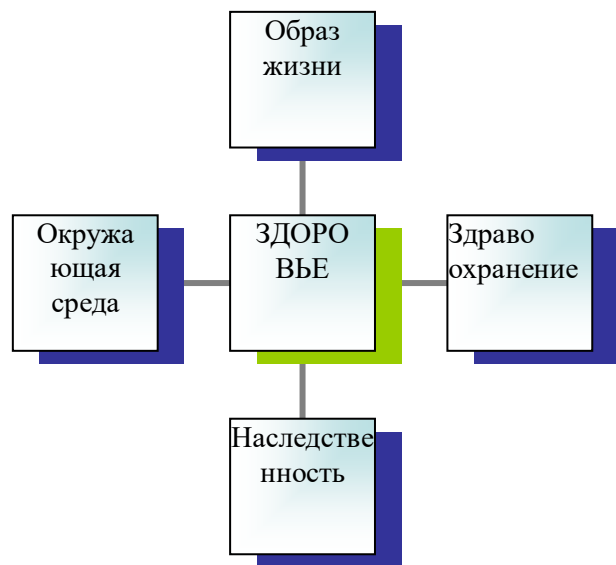 Образ
жизни
Окружа
ющая
среда
ЗДОРО
ВЬЕ
Здраво
охранение
Наследстве
нность